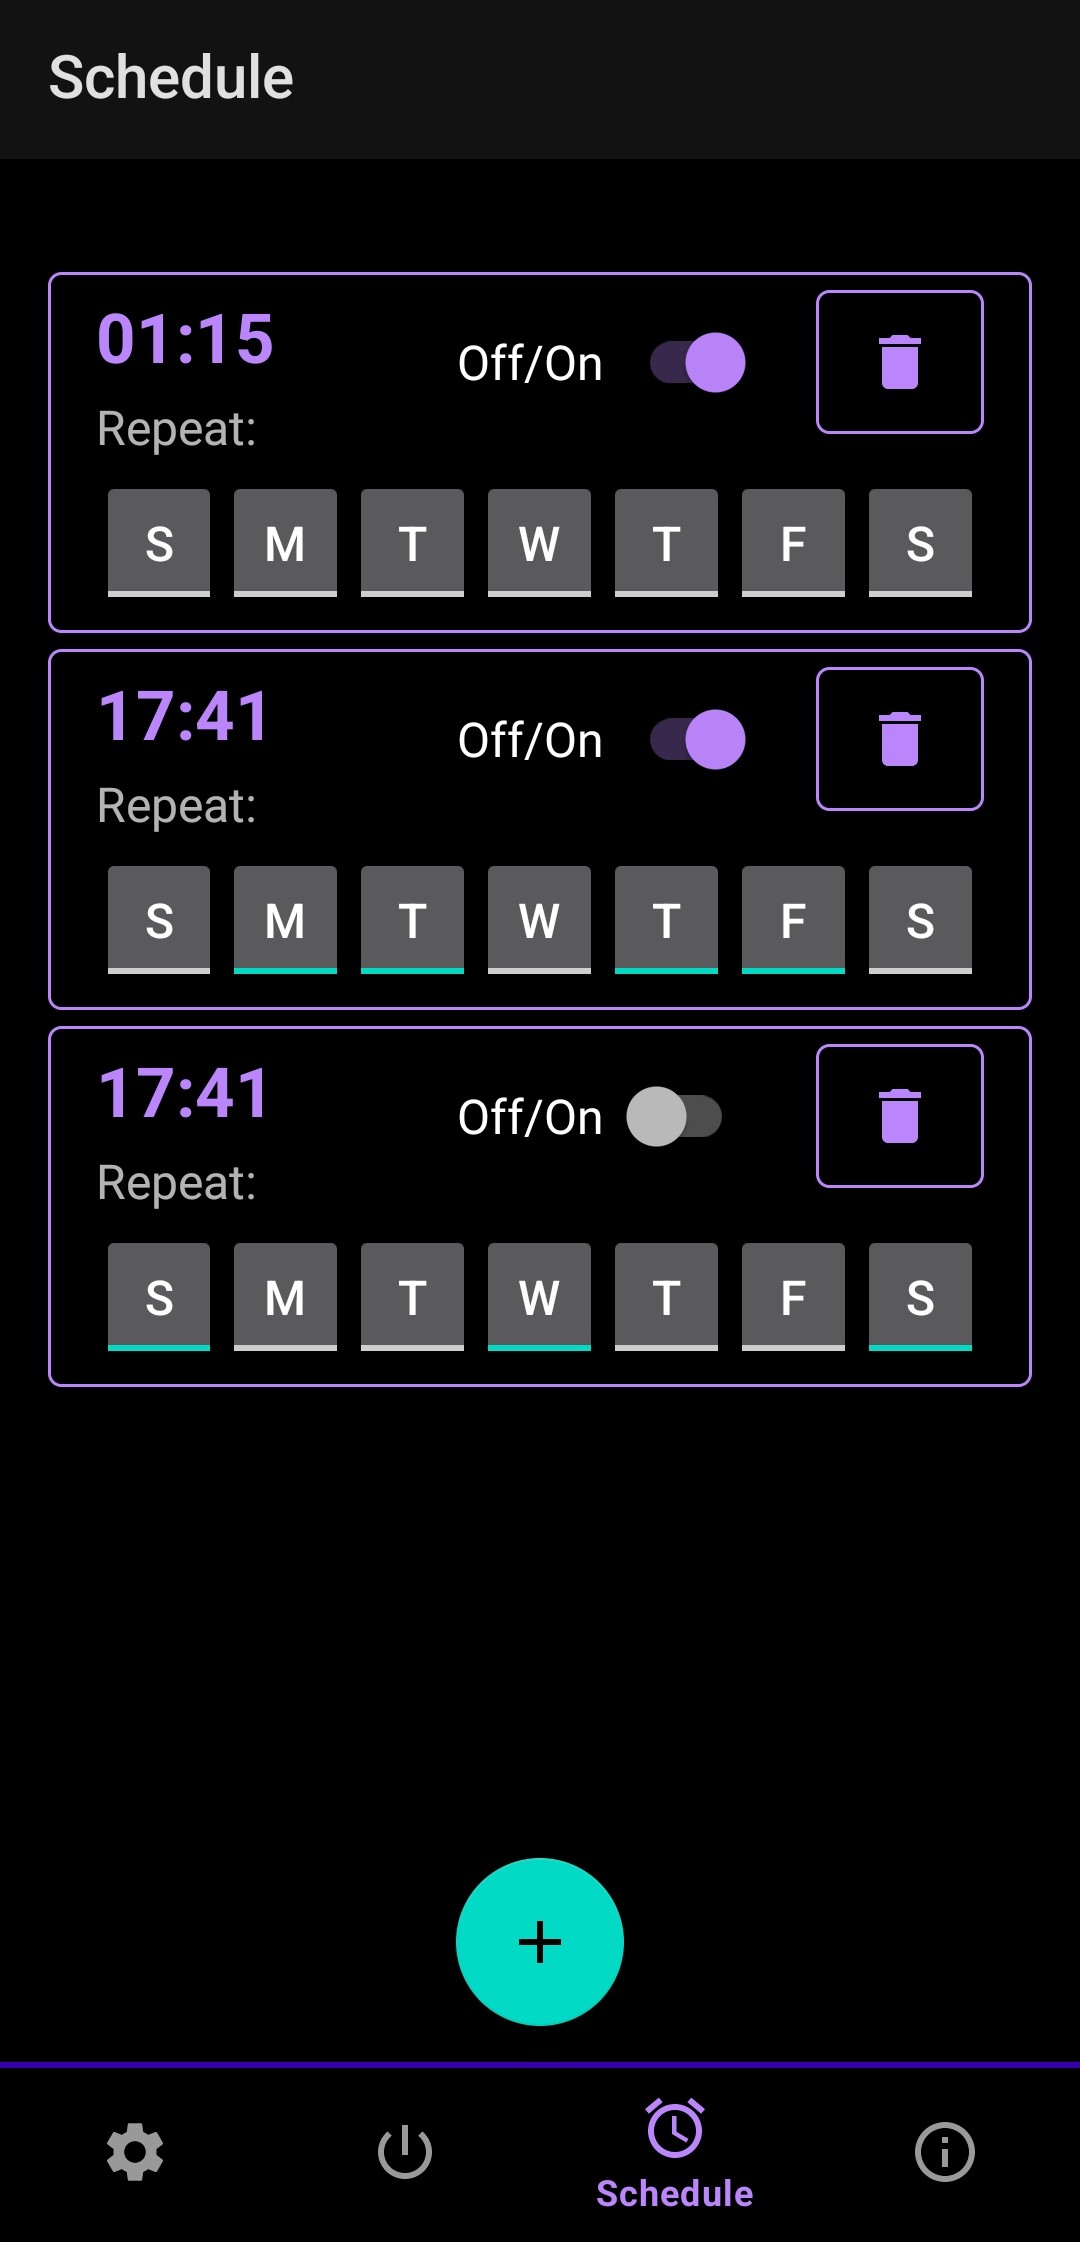 Schedule
01:15
Off/On
Repeat:
S M T W T F S
17:41
Off/On
Repeat:
S M T W T F S
17:41
Off/On
Repeat:
S M T W T F S
Schedule